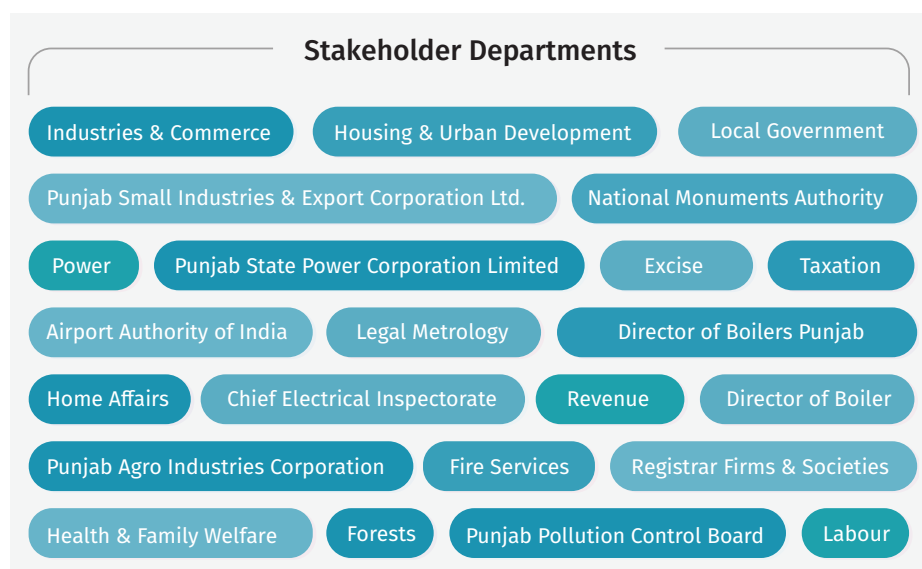 Stakeholder Departments
Industries & Commerce
Housing & Urban Development
Local Government
Punjab Small Industries & Export Corporation Ltd.
National Monuments Authority
Power
Punjab State Power Corporation Limited
Excise
Taxation
Airport Authority of India
Legal Metrology
Director of Boilers Punjab
Home Affairs
Chief Electrical Inspectorate
Revenue
Director of Boiler
Punjab Agro Industries Corporation
Fire Services
Registrar Firms & Societies
Health & Family Welfare
Forests
Punjab Pollution Control Board
Labour